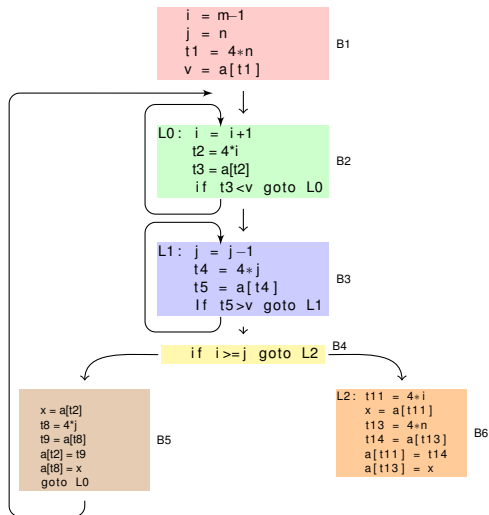 i = m-1
j = n
t1 = 4*n
v = a[t1]
B1
L0: i = i+1
t2 = 4*i
t3 = a[t2]
if t3<v goto L0
B2
L1: j = j-1
t4 = 4*j
t5 = a[t4]
If t5>v goto L1
B3
if i>=j goto L2
B4
x = a[t2]
t8 = 4*j
t9 = a[t8]
a[t2] = t9
a[t8] = x
goto L0
B5
L2: t11 = 4*i
x = a[t11]
t13 = 4*n
t14 = a[t13]
a[t11] = t14
a[t13] = x
B6